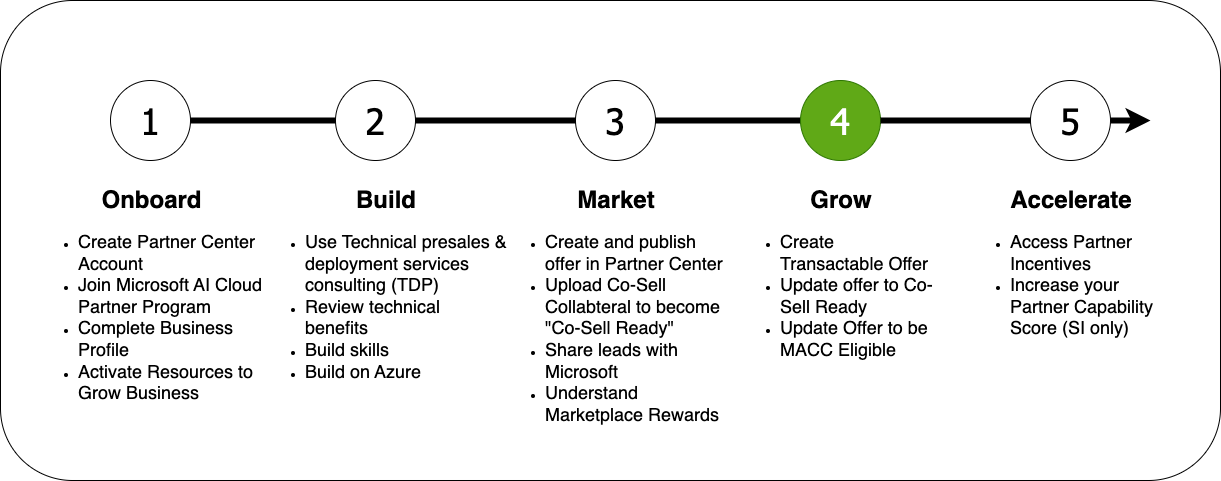 1
2
3
4
5
Onboard
• Create Partner Center
Account
• Join Microsoft AI Cloud
Partner Program
• Complete Business
Profile
• Activate Resources to
Grow Business
Build
• Use Technical presales &
deployment services
consulting (TDP)
• Review technical
benefits
• Build skills
• Build on Azure
Market
• Create and publish
offer in Partner Center
• Upload Co-Sell
Collabteral to become
"Co-Sell Ready"
• Share leads with
Microsoft
• Understand
Marketplace Rewards
Grow
• Create
Transactable Offer
• Update offer to Co-
Sell Ready
• Update Offer to be
MACC Eligible
Accelerate
• Access Partner
Incentives
• Increase your
Partner Capability
Score (SI only)